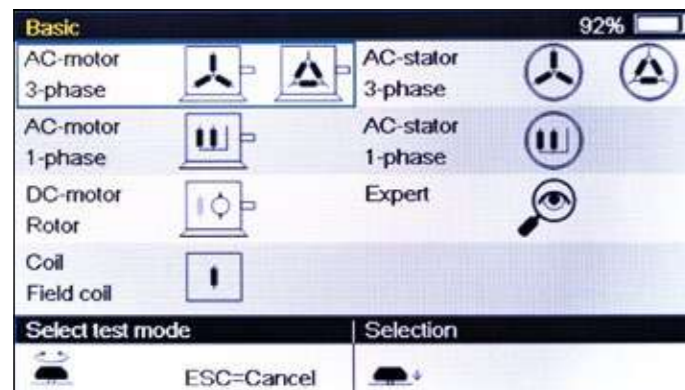 Basic 92%
AC-motor
3-phase
AC-stator
3-phase
AC-motor
1-phase
AC-stator
1-phase
DC-motor
Rotor
Expert
Coil
Field coil
Select test mode
Selection
ESC=Cancel